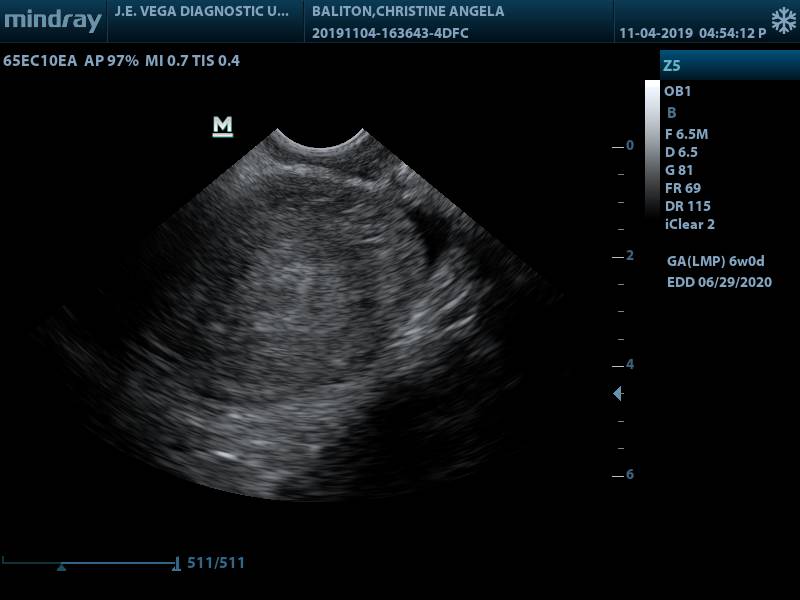 mindray
J.E. VEGA DIAGNOSTIC U...
BALITON,CHRISTINE ANGELA
20191104-163643-4DFC
11-04-2019 04:54:12 P
65EC10EA AP 97% MI 0.7 TIS 0.4
Z5
M
OB1
B
F 6.5M
D 6.5
G 81
FR 69
DR 115
iClear 2
GA(LMP) 6w0d
EDD 06/29/2020
0
2
4
6
511/511